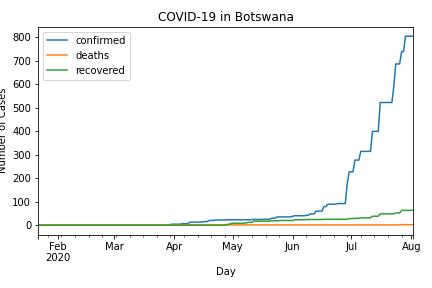 COVID-19 in Botswana
confirmed
deaths
recovered
800
700
600
500
400
300
200
100
0
Number of Cases
Feb Mar Apr May Jun Jul Aug
2020
Day